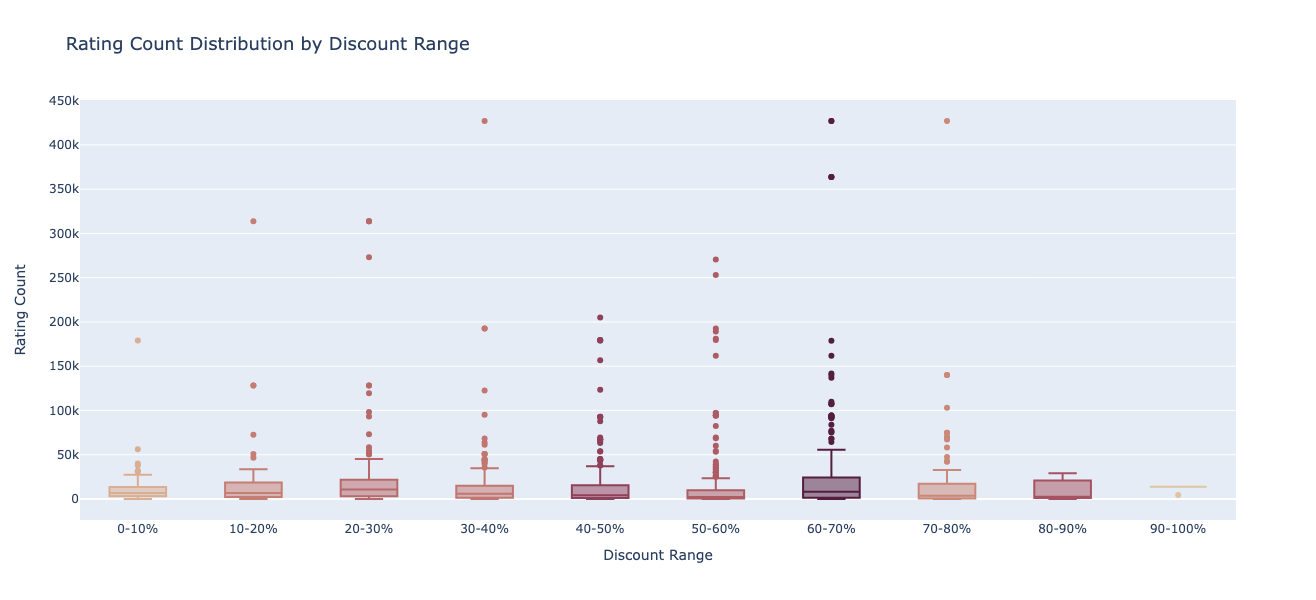 Rating Count Distribution by Discount Range
450k
400k
350k
300k
250k
200k
150k
100k
50k
0
Rating Count
0-10% 10-20% 20-30% 30-40% 40-50% 50-60% 60-70% 70-80% 80-90% 90-100%
Discount Range